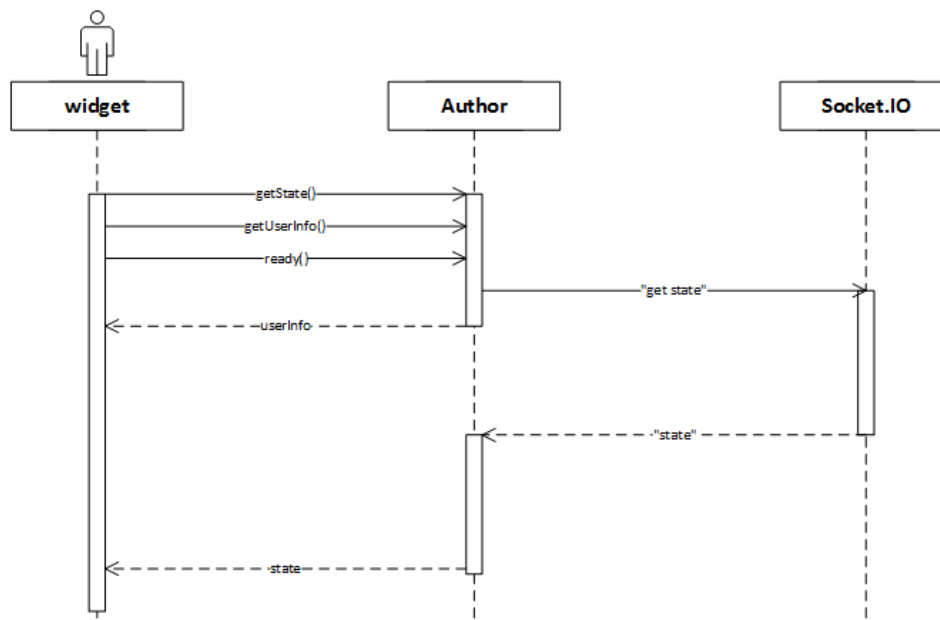 widget
Author
Socket.IO
getState()
getUserInfo()
ready()
"get state"
userInfo
"state"
state